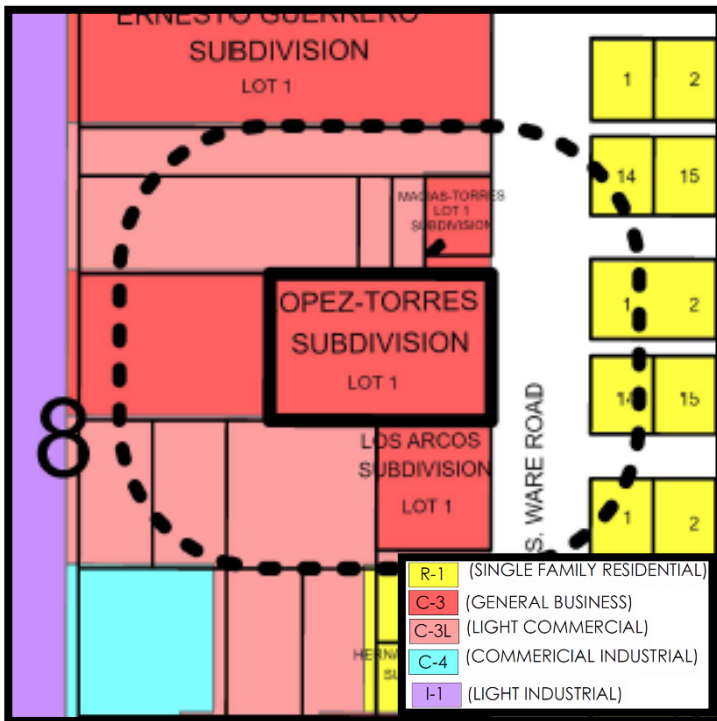 ERNESTO GUERRERO
SUBDIVISION
LOT 1
1 2
14 15
MACIAS-TORRES
LOT 1
SUBDIVISION
OPEZ-TORRES
SUBDIVISION
LOT 1
1 2
14 15
8
LOS ARCOS
SUBDIVISION
LOT 1
S. WARE ROAD
1 2
R-1 (SINGLE FAMILY RESIDENTIAL)
C-3 (GENERAL BUSINESS)
C-3L (LIGHT COMMERCIAL)
C-4 (COMMERICIAL INDUSTRIAL)
I-1 (LIGHT INDUSTRIAL)